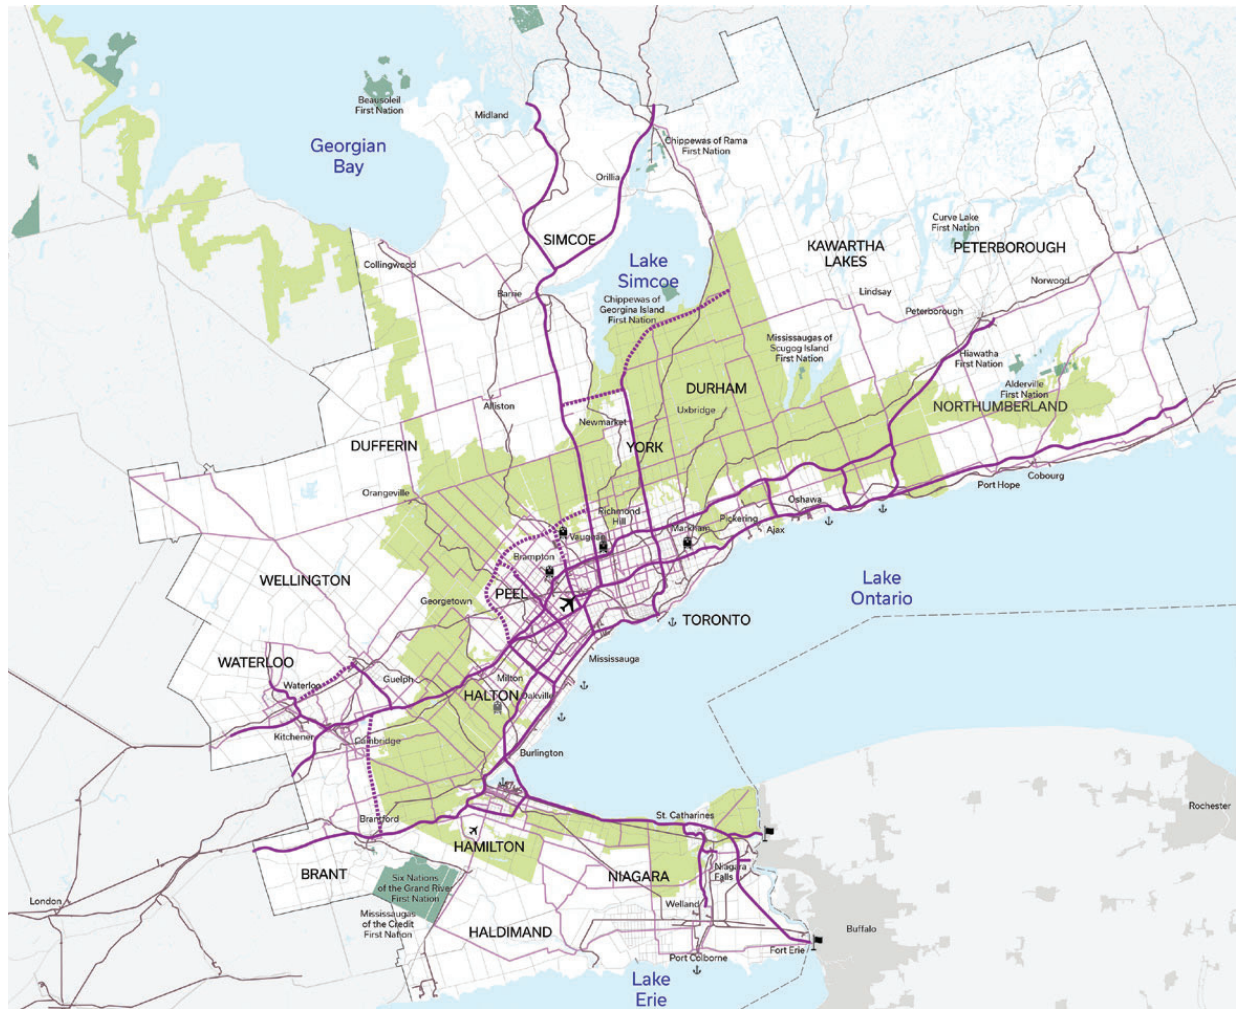 Beausoleil
First Nation
Midland
Georgian
Bay
Chippewas of Rama
First Nation
Orillia
Curve Lake
First Nation
SIMCOE
KAWARTHA
LAKES
PETERBOROUGH
Collingwood
Lake
Simcoe
Norwood
Barrie
Lindsay
Chippewas of
Georgina Island
First Nation
Peterborough
Mississaugas of
Scugog Island
First Nation
Hiawatha
First Nation
DURHAM
Alderville
First Nation
Alliston
Uxbridge
NORTHUMBERLAND
Newmarket
DUFFERIN
YORK
Cobourg
Port Hope
Orangeville
Oshawa
Richmond
Hill
Pickering
Markham
Ajax
Vaughan
Brampton
WELLINGTON
Lake
Ontario
PEEL
Georgetown
TORONTO
WATERLOO
Mississauga
Guelph
Milton
Waterloo
HALTON
Oakville
Kitchener
Cambridge
Burlington
Rochester
St. Catharines
Brantford
HAMILTON
BRANT
NIAGARA
Niagara
Falls
Six Nations
of the Grand River
First Nation
London
Welland
Mississaugas
of the Credit
First Nation
HALDIMAND
Buffalo
Fort Erie
Port Colborne
Lake
Erie